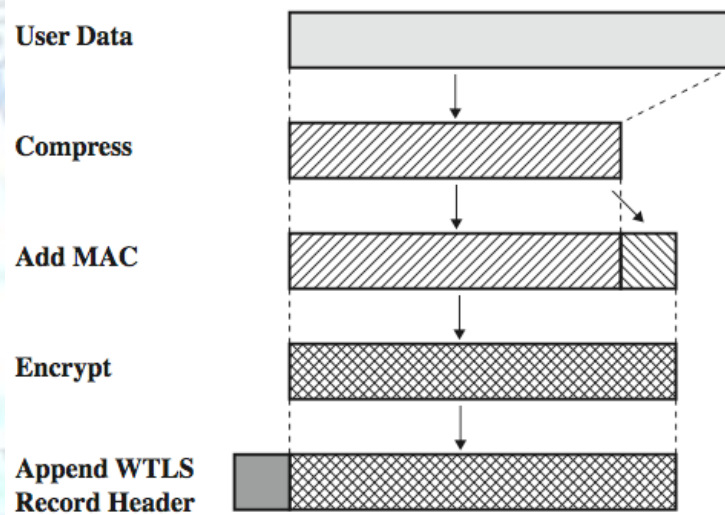 User Data
Compress
Add MAC
Encrypt
Append WTLS
Record Header